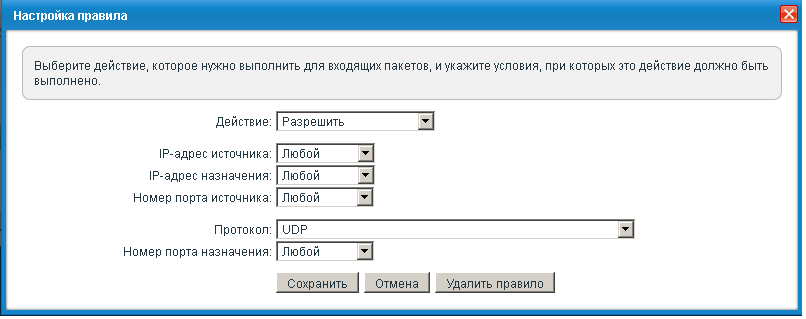 Настройка правила
Выберите действие, которое нужно выполнить для входящих пакетов, и укажите условия, при которых это действие должно быть
выполнено.
Действие: Разрешить
IP-адрес источника: Любой
IP-адрес назначения: Любой
Номер порта источника: Любой
Протокол: UDP
Номер порта назначения: Любой
Сохранить Отмена Удалить правило